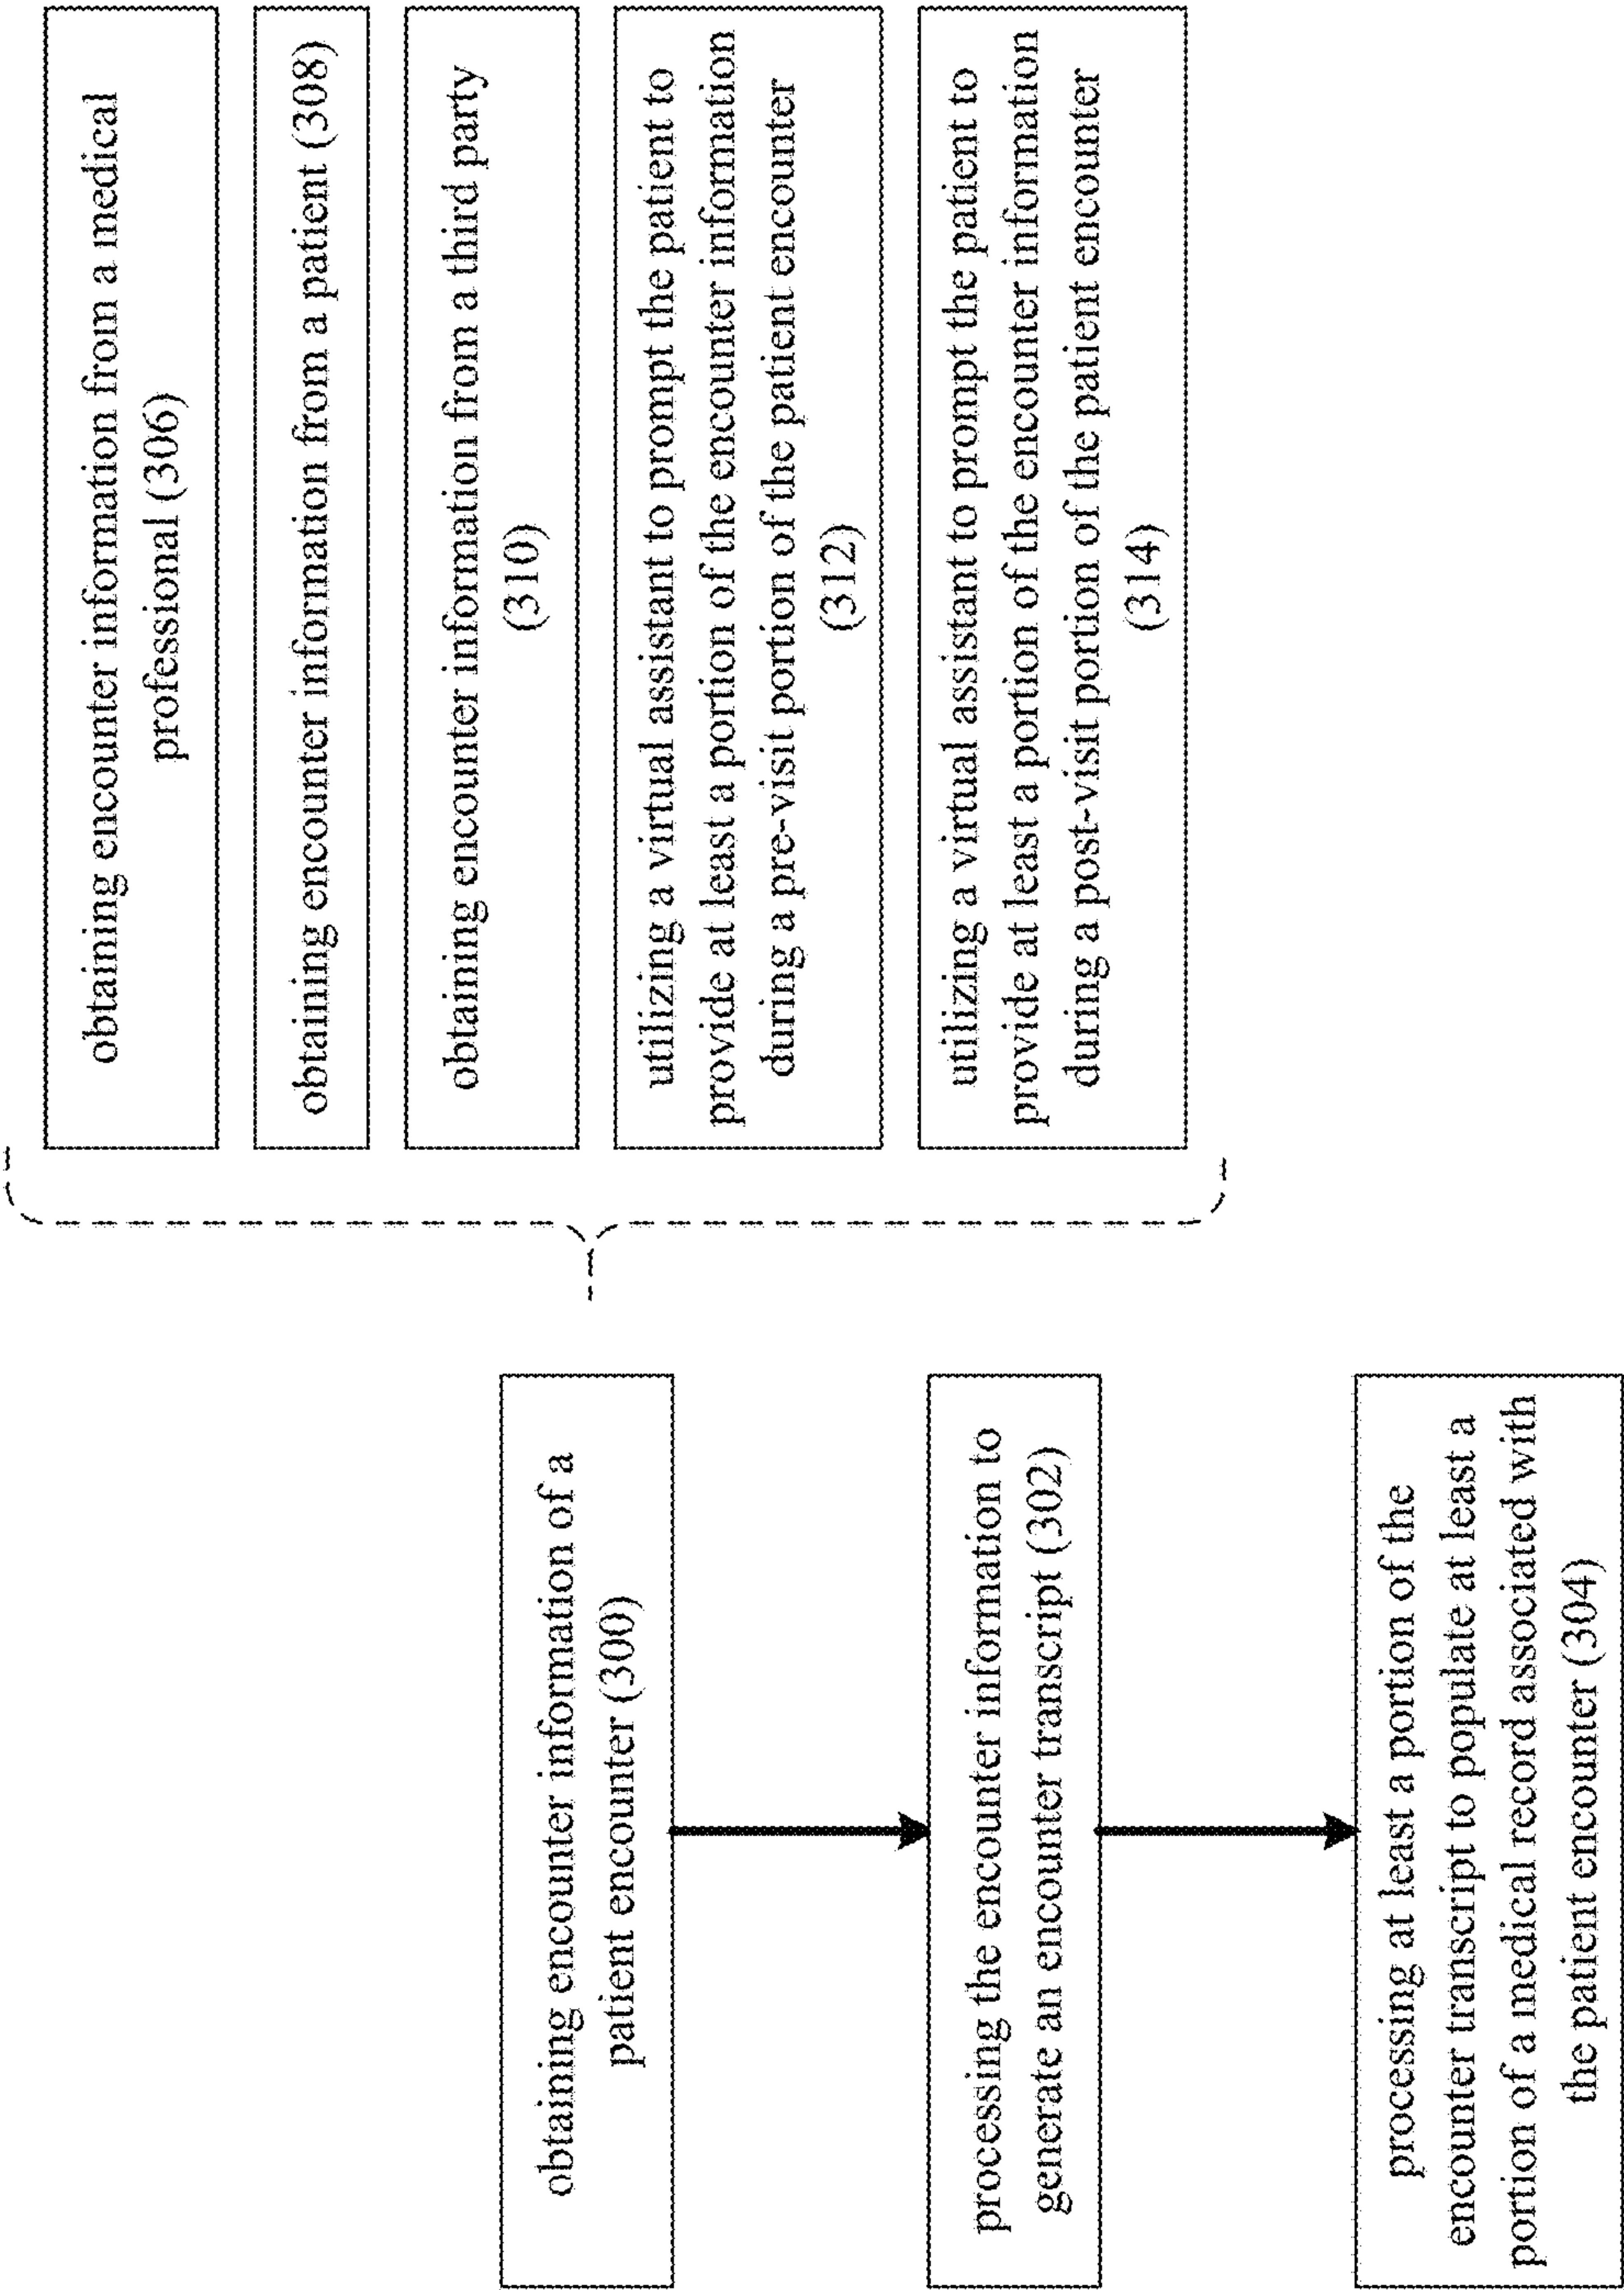 obtaining encounter information of a
patient encounter (300)
processing the encounter information to
generate an encounter transcript (302)
processing at least a portion of the
encounter transcript to populate at least a
portion of a medical record associated with
the patient encounter (304)
obtaining encounter information from a medical
professional (306)
obtaining encounter information from a patient (308)
obtaining encounter information from a third party
(310)
utilizing a virtual assistant to prompt the patient to
provide at least a portion of the encounter information
during a pre-visit portion of the patient encounter
(312)
utilizing a virtual assistant to prompt the patient to
provide at least a portion of the encounter information
during a post-visit portion of the patient encounter
(314)